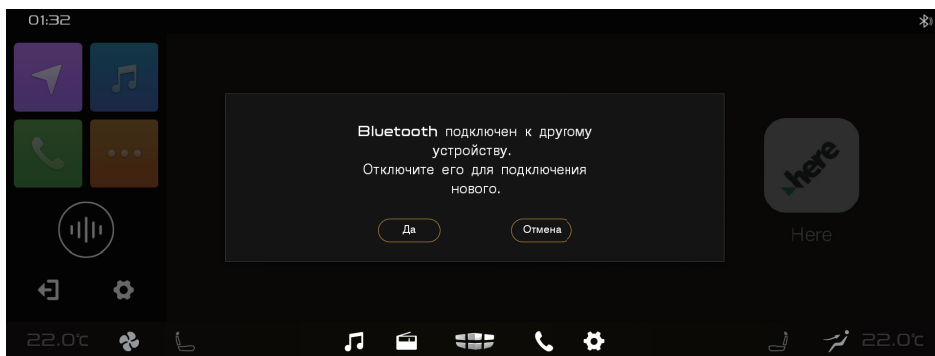 01:32
Bluetooth подключен к другому
устройству.
Отключите его для подключения
нового.
Да
Отмена
here
Here
22.0℃
22.0℃